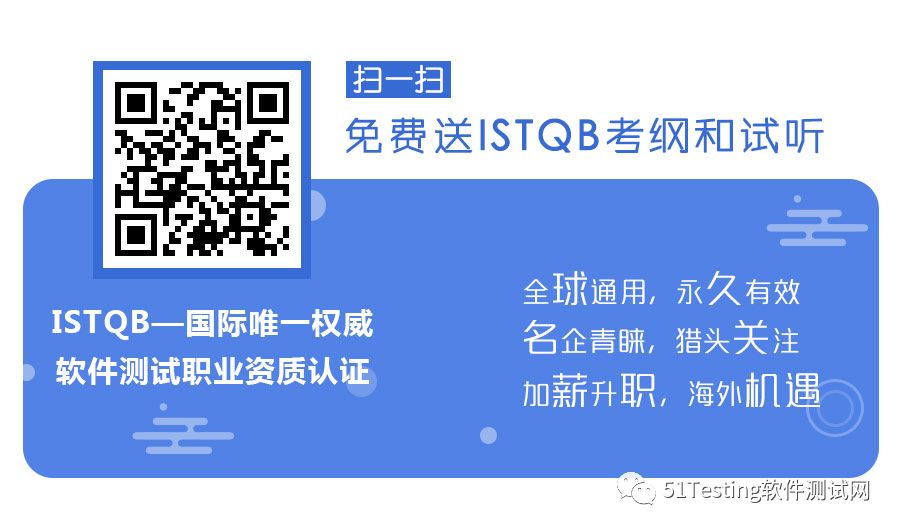 扫一扫
免费送ISTQB考纲和试听
ISTQB—国际唯一权威
软件测试职业资质认证
全球通用，永久有效
名企青睐，猎头关注
加薪升职，海外机遇
51Testing软件测试网